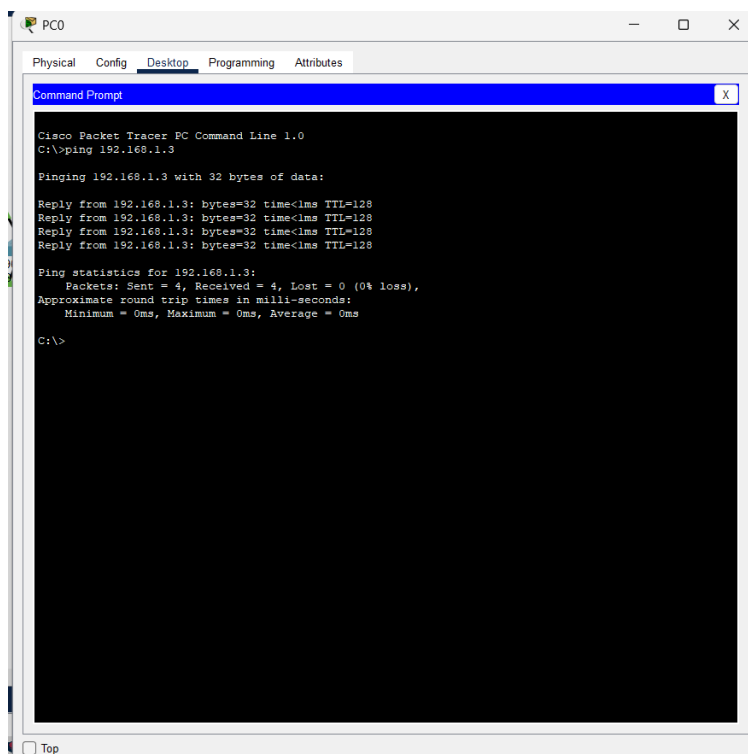 PC0
Physical Config Desktop Programming Attributes
Command Prompt
X
Cisco Packet Tracer PC Command Line 1.0
C:\>ping 192.168.1.3
Pinging 192.168.1.3 with 32 bytes of data:
Reply from 192.168.1.3: bytes=32 time<1ms TTL=128
Reply from 192.168.1.3: bytes=32 time<1ms TTL=128
Reply from 192.168.1.3: bytes=32 time<1ms TTL=128
Reply from 192.168.1.3: bytes=32 time<1ms TTL=128
Ping statistics for 192.168.1.3:
Packets: Sent = 4, Received = 4, Lost = 0 (0% loss),
Approximate round trip times in milli-seconds:
Minimum = 0ms, Maximum = 0ms, Average = 0ms
C:\>
Top